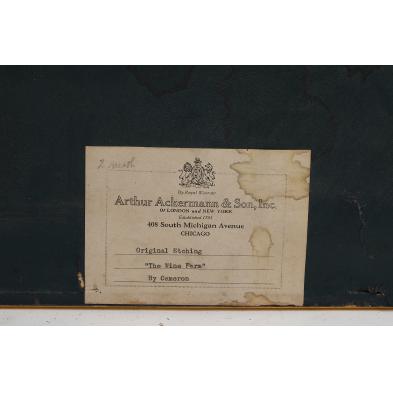 By Royal Warrant
Arthur Ackermann & Son, Inc.
Of LONDON and NEW YORK
Established 1783
408 South Michigan Avenue
CHICAGO
Original Etching
"The Wine Farm"
By Cameron